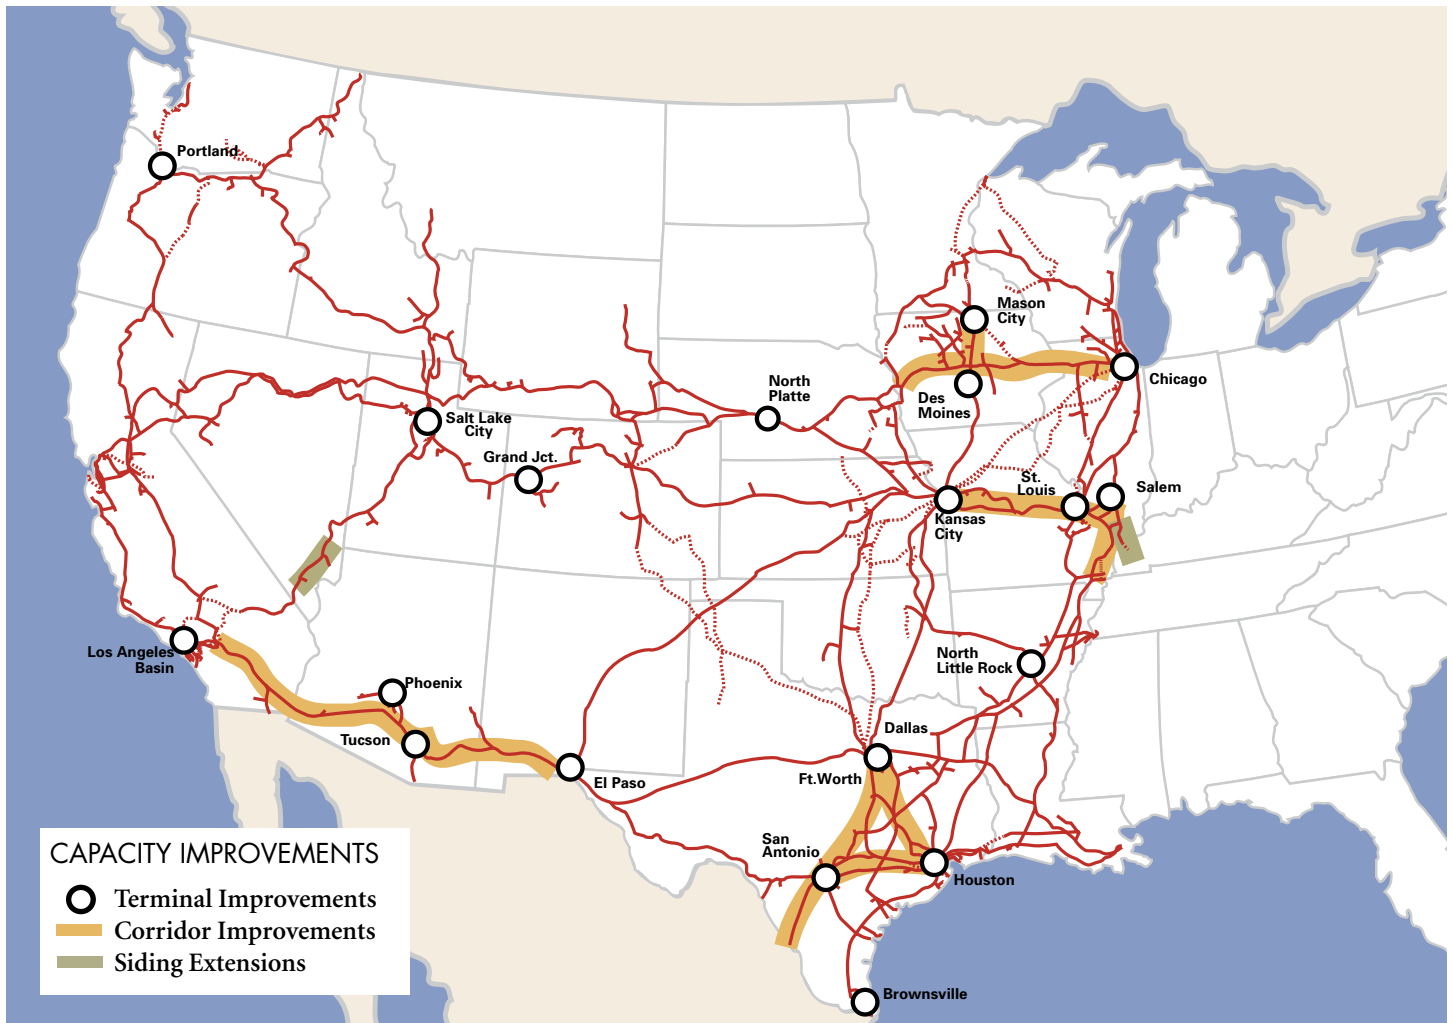 Portland
Mason
City
North
Platte
Chicago
Des
Moines
Salt Lake
City
Grand Jct.
St.
Louis
Salem
Kansas
City
Los Angeles
Basin
North
Little Rock
Phoenix
Tucson
Dallas
El Paso
Ft.Worth
San
Antonio
Houston
Brownsville
CAPACITY IMPROVEMENTS
Terminal Improvements
Corridor Improvements
Siding Extensions